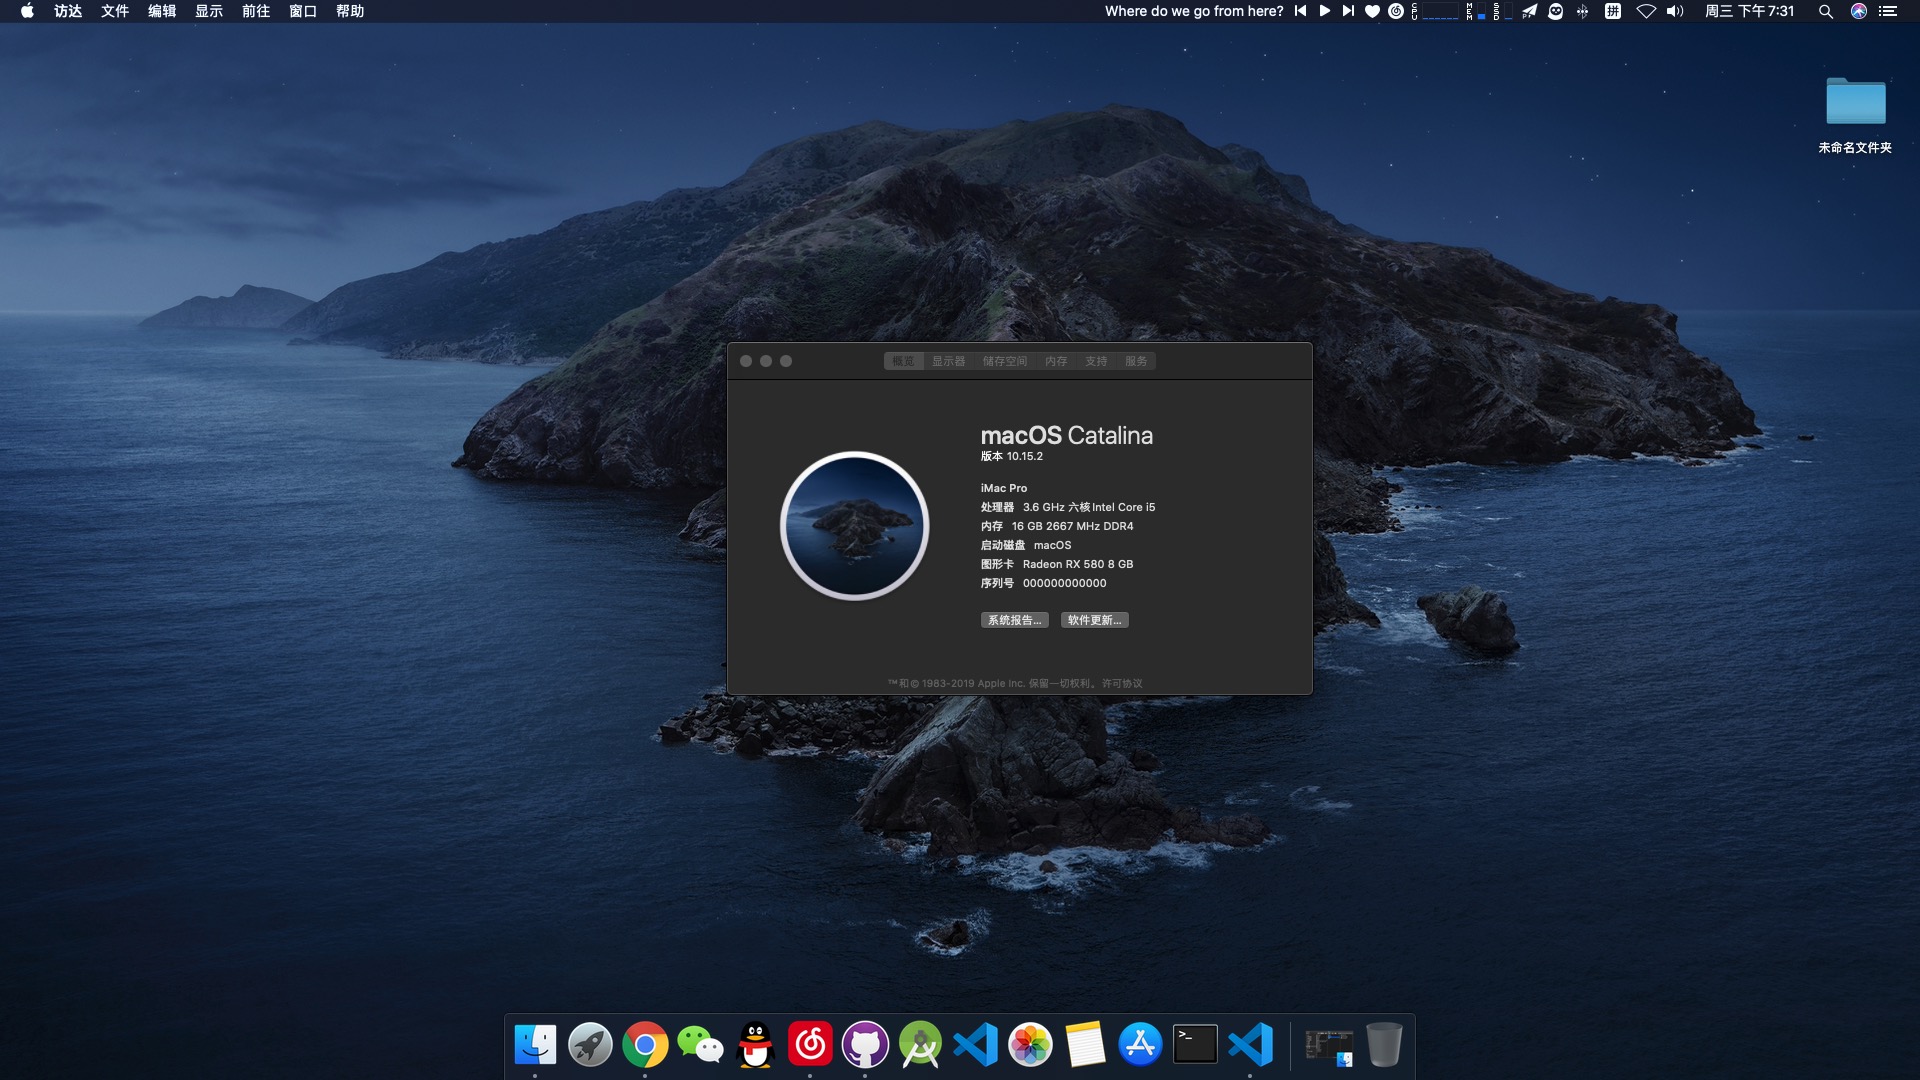 访达 文件 编辑 显示 前往 窗口 帮助 Where do we go from here? CPU MEM SSD 拼 周三 下午7:31
未命名文件夹
概览 显示器 储存空间 内存 支持 服务
macOS Catalina
版本 10.15.2
iMac Pro
处理器 3.6 GHz 六核Intel Core i5
内存 16 GB 2667 MHz DDR4
启动磁盘 macOS
图形卡 Radeon RX 580 8 GB
序列号 000000000000
系统报告... 软件更新...
™和© 1983-2019 Apple Inc. 保留一切权利。许可协议
>_